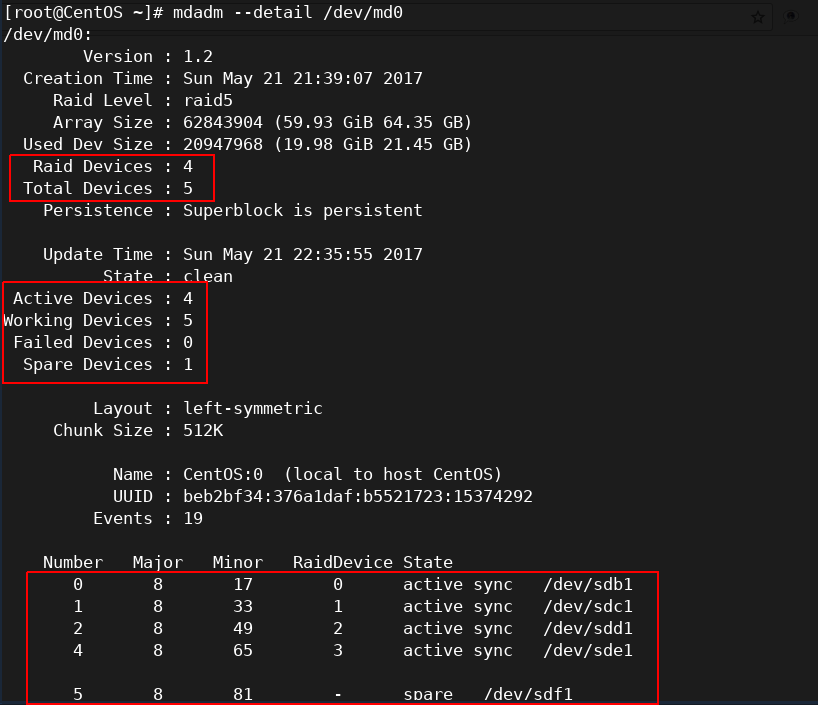 [root@CentOS ~]# mdadm --detail /dev/md0
/dev/md0:
        Version : 1.2
  Creation Time : Sun May 21 21:39:07 2017
     Raid Level : raid5
     Array Size : 62843904 (59.93 GiB 64.35 GB)
  Used Dev Size : 20947968 (19.98 GiB 21.45 GB)
   Raid Devices : 4
  Total Devices : 5
    Persistence : Superblock is persistent

    Update Time : Sun May 21 22:35:55 2017
          State : clean
 Active Devices : 4
Working Devices : 5
 Failed Devices : 0
  Spare Devices : 1

         Layout : left-symmetric
     Chunk Size : 512K

           Name : CentOS:0  (local to host CentOS)
           UUID : beb2bf34:376a1daf:b5521723:15374292
         Events : 19

    Number   Major   Minor   RaidDevice State
       0       8       17        0      active sync   /dev/sdb1
       1       8       33        1      active sync   /dev/sdc1
       2       8       49        2      active sync   /dev/sdd1
       4       8       65        3      active sync   /dev/sde1

       5       8       81        -      spare   /dev/sdf1